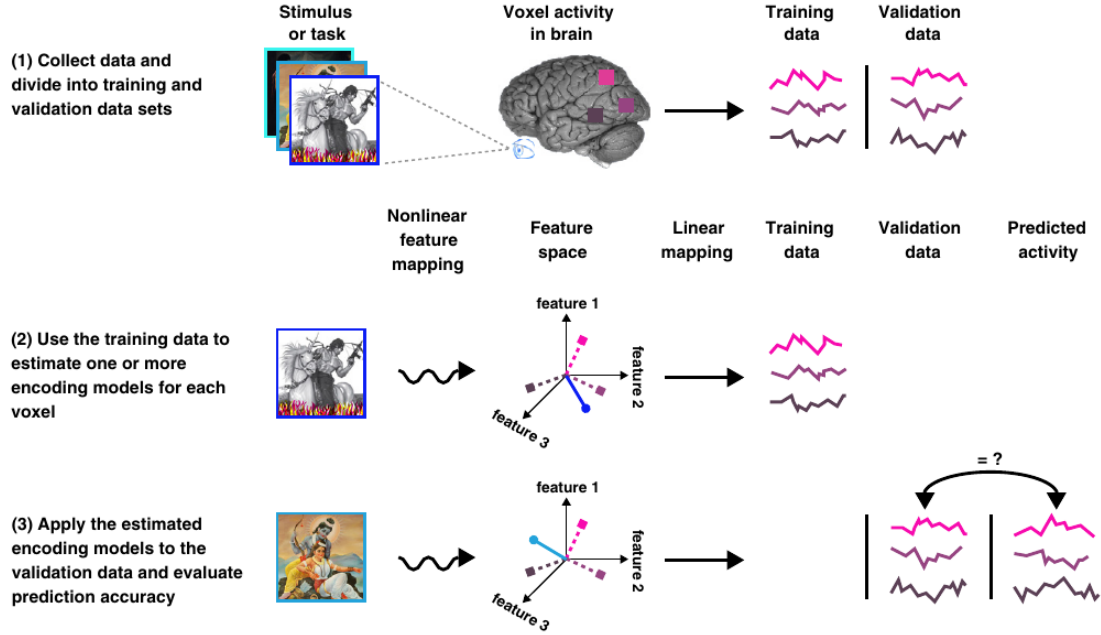 Stimulus
or task
Voxel activity
in brain
Training
data
Validation
data
(1) Collect data and
divide into training and
validation data sets
Nonlinear
feature
mapping
Feature
space
Linear
mapping
Training
data
Validation
data
Predicted
activity
(2) Use the training data to
estimate one or more
encoding models for each
voxel
feature 1
feature 2
feature 3
= ?
(3) Apply the estimated
encoding models to the
validation data and evaluate
prediction accuracy
feature 1
feature 2
feature 3